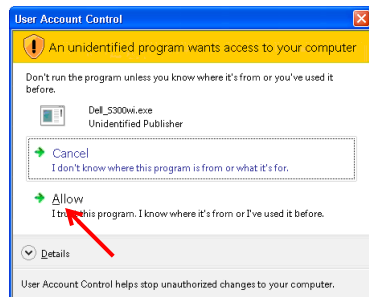 User Account Control
An unidentified program wants access to your computer
Don't run the program unless you know where it's from or you've used it
before.
Dell_S300wi.exe
Unidentified Publisher
Cancel
I don't know where this program is from or what it's for.
Allow
I trust this program. I know where it's from or I've used it before.
Details
User Account Control helps stop unauthorized changes to your computer.